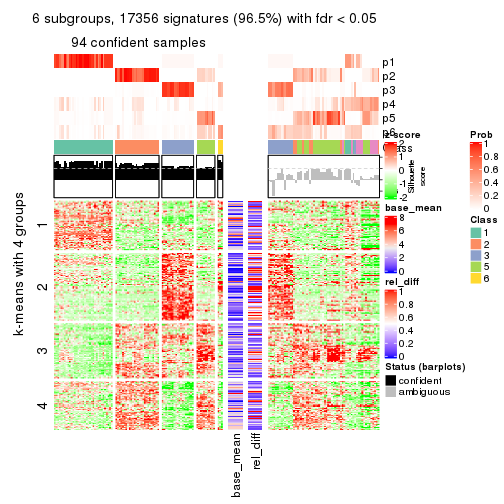 6 subgroups, 17356 signatures (96.5%) with fdr < 0.05
94 confident samples
p1
p2
p3
p4
p5
p6
Class
z-score
2
1
0
-1
-2
Silhouette
score
Prob
1
0.8
0.6
0.4
0.2
0
Class
1
2
3
5
6
base_mean
8
6
4
2
0
rel_diff
1
0.8
0.6
0.4
0.2
0
Status (barplots)
confident
ambiguous
k-means with 4 groups
1
2
3
4
base_mean
rel_diff